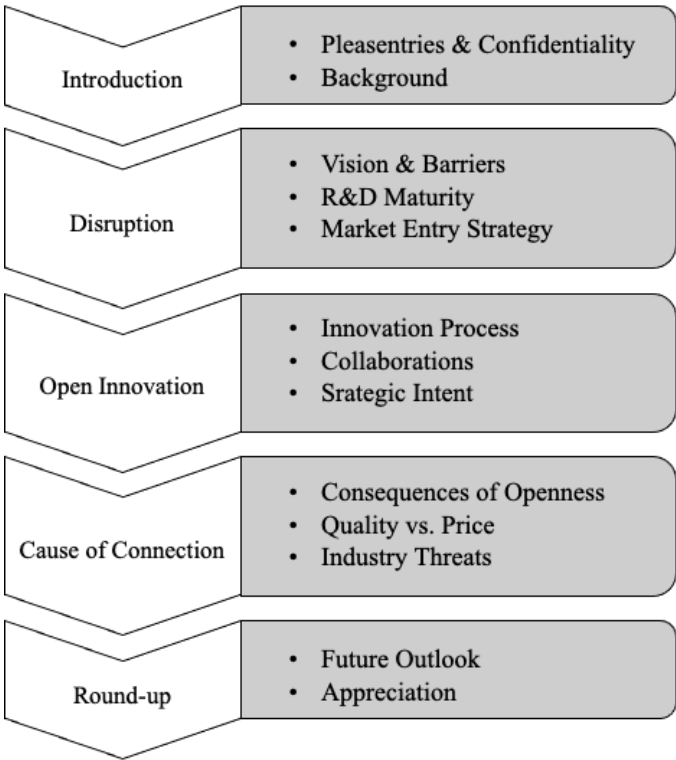 Introduction
• Pleasentries & Confidentiality
• Background
Disruption
• Vision & Barriers
• R&D Maturity
• Market Entry Strategy
Open Innovation
• Innovation Process
• Collaborations
• Srategic Intent
Cause of Connection
• Consequences of Openness
• Quality vs. Price
• Industry Threats
Round-up
• Future Outlook
• Appreciation